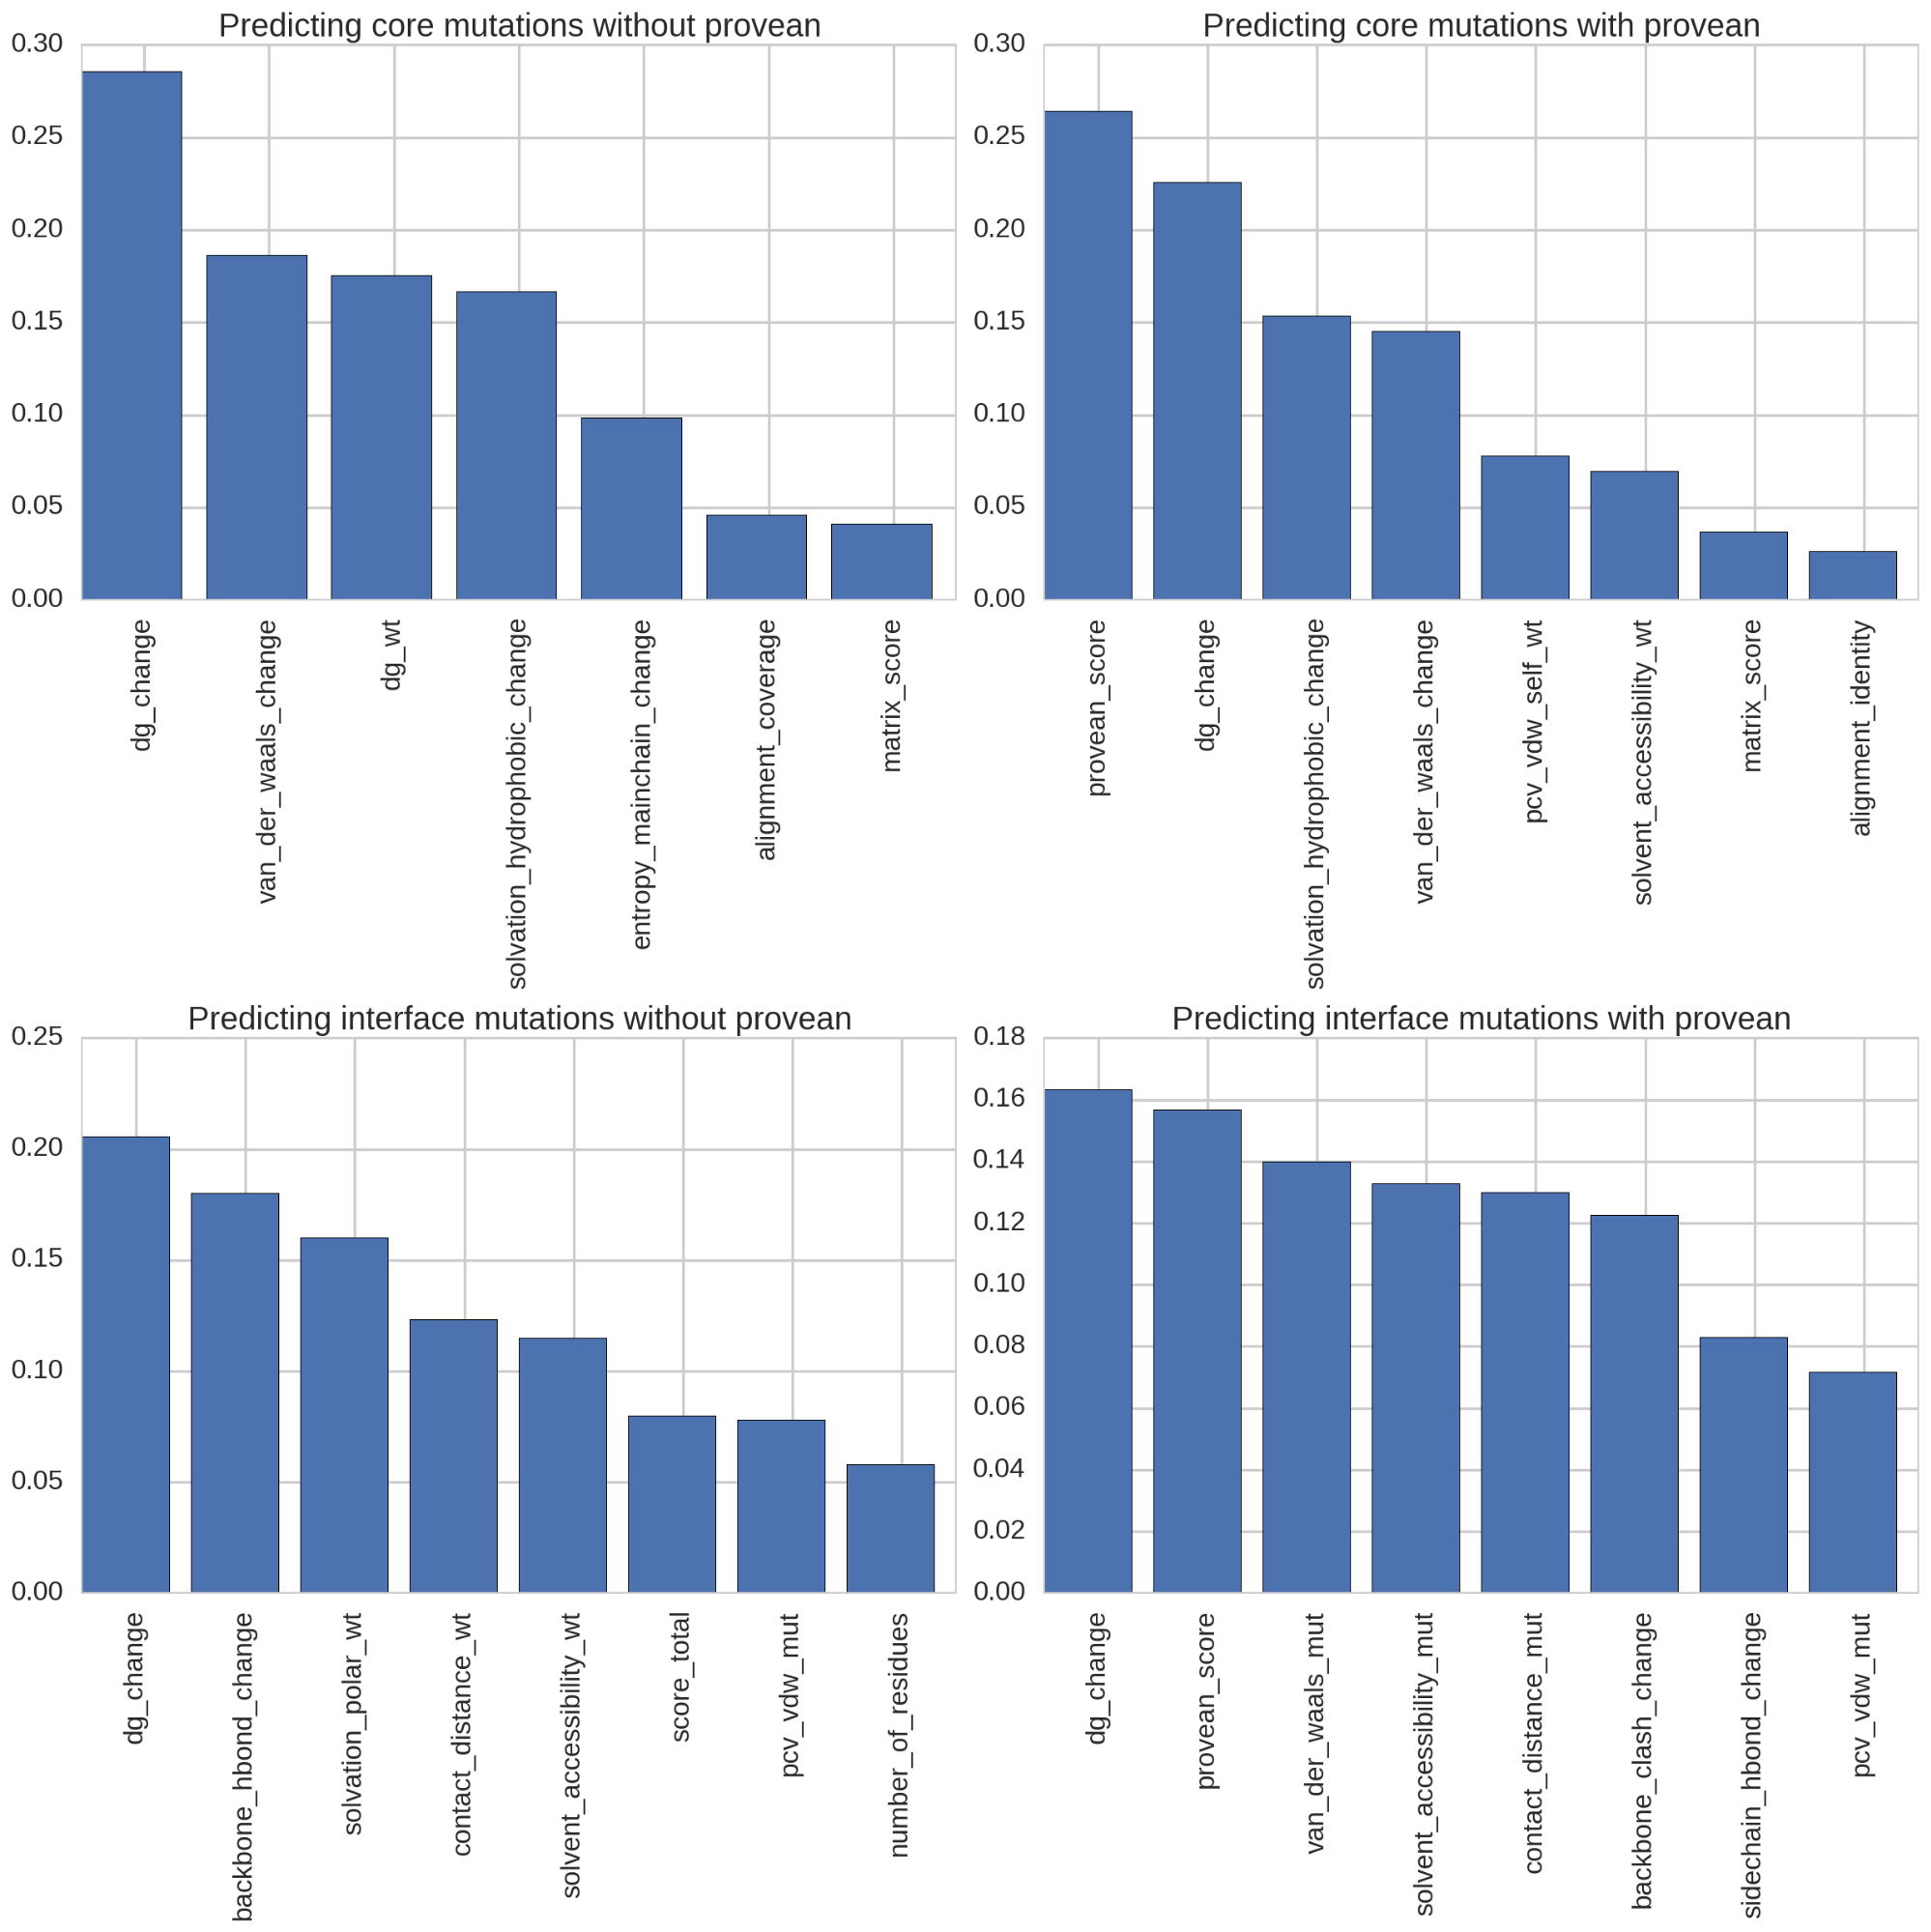 Predicting core mutations without provean
0.30
0.25
0.20
0.15
0.10
0.05
0.00
dg_change
van_der_waals_change
dg_wt
solvation_hydrophobic_change
entropy_mainchain_change
alignment_coverage
matrix_score
Predicting core mutations with provean
0.30
0.25
0.20
0.15
0.10
0.05
0.00
provean_score
dg_change
solvation_hydrophobic_change
van_der_waals_change
pcv_vdw_self_wt
solvent_accessibility_wt
matrix_score
alignment_identity
Predicting interface mutations without provean
0.25
0.20
0.15
0.10
0.05
0.00
dg_change
backbone_hbond_change
solvation_polar_wt
contact_distance_wt
solvent_accessibility_wt
score_total
pcv_vdw_mut
number_of_residues
Predicting interface mutations with provean
0.18
0.16
0.14
0.12
0.10
0.08
0.06
0.04
0.02
0.00
dg_change
provean_score
van_der_waals_mut
solvent_accessibility_mut
contact_distance_mut
backbone_clash_change
sidechain_hbond_change
pcv_vdw_mut